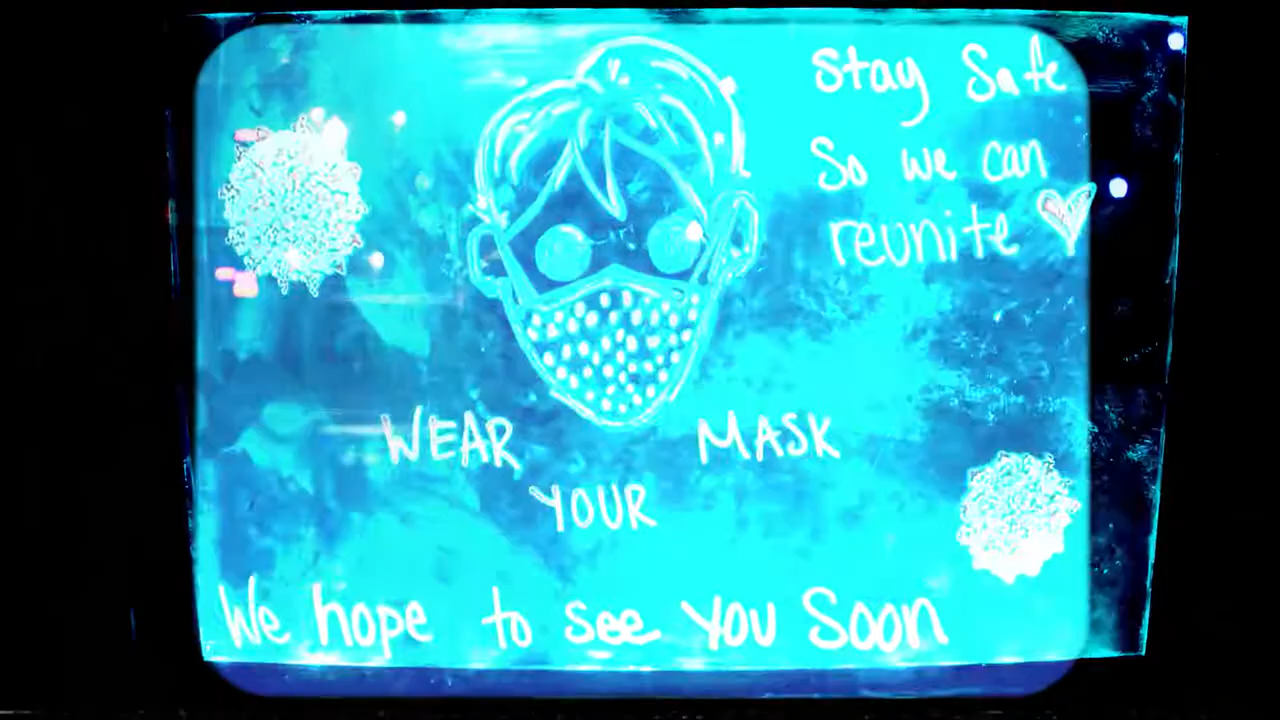 Stay Safe
So we can
reunite
WEAR YOUR MASK
We hope to see you Soon